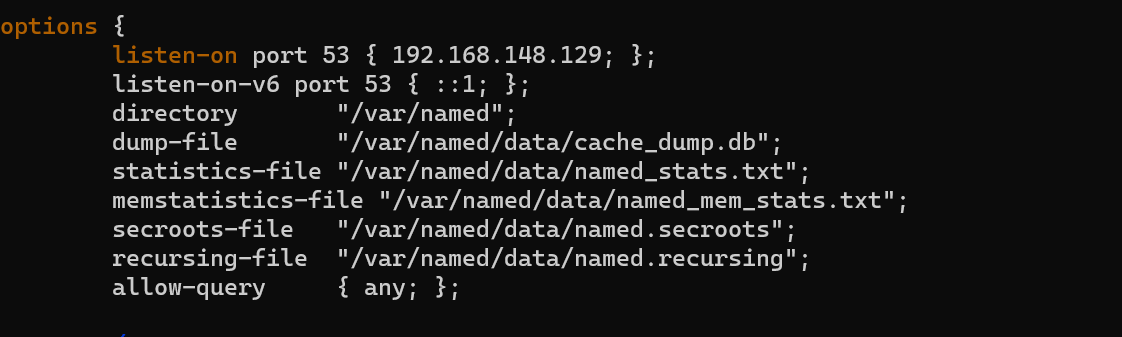 options {
        listen-on port 53 { 192.168.148.129; };
        listen-on-v6 port 53 { ::1; };
        directory       "/var/named";
        dump-file       "/var/named/data/cache_dump.db";
        statistics-file "/var/named/data/named_stats.txt";
        memstatistics-file "/var/named/data/named_mem_stats.txt";
        secroots-file   "/var/named/data/named.secroots";
        recursing-file  "/var/named/data/named.recursing";
        allow-query     { any; };